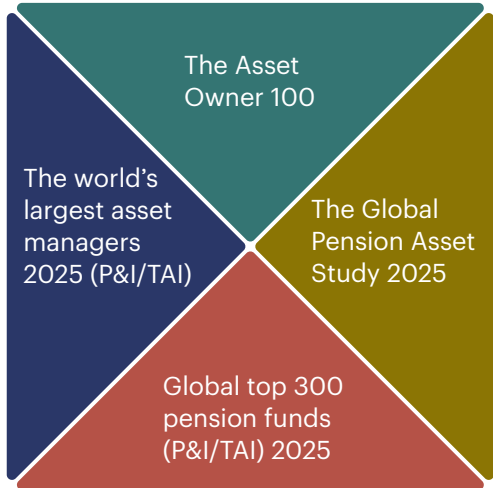 The Asset
Owner 100
The world’s
largest asset
managers
2025 (P&I/TAI)
The Global
Pension Asset
Study 2025
Global top 300
pension funds
(P&I/TAI) 2025